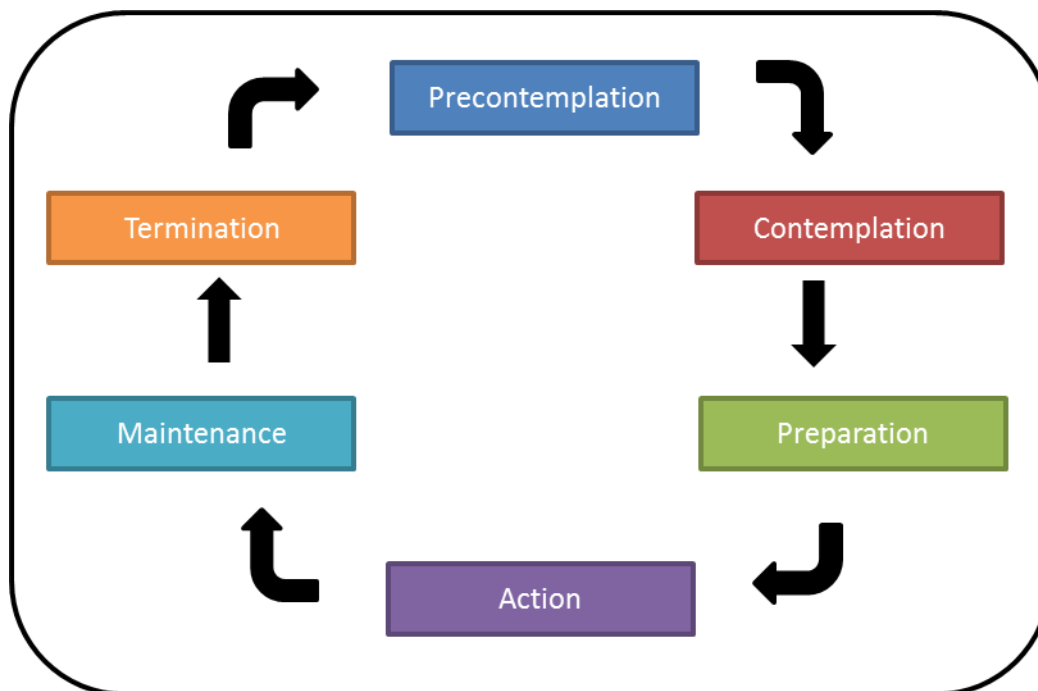 Precontemplation
Contemplation
Preparation
Action
Maintenance
Termination